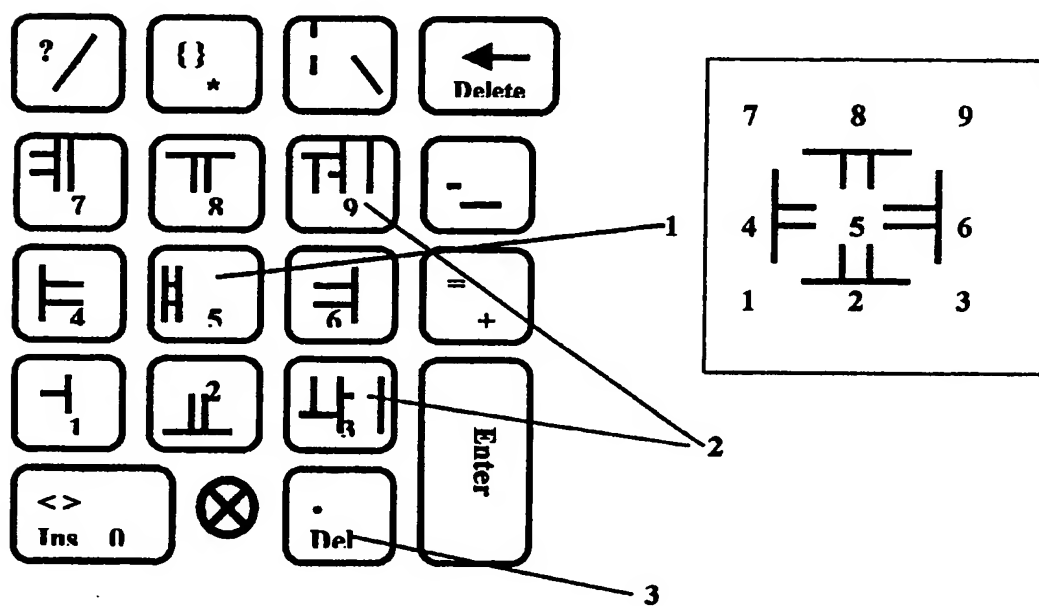 ? /
{ }
*
¦ \
Delete
ㅖ 7
ㅠ 8
ㅞ 9
- _
ㅑ 4
ㅒ 5
ㅕ 6
=
+
ㅓ 1
ㅛ 2
ㅙ 3
Enter
< >
Ins 0
.
Del
1
2
3
7 8 9
ㅠ
4 ㅑ 5 ㅕ 6
ㅛ
1 2 3